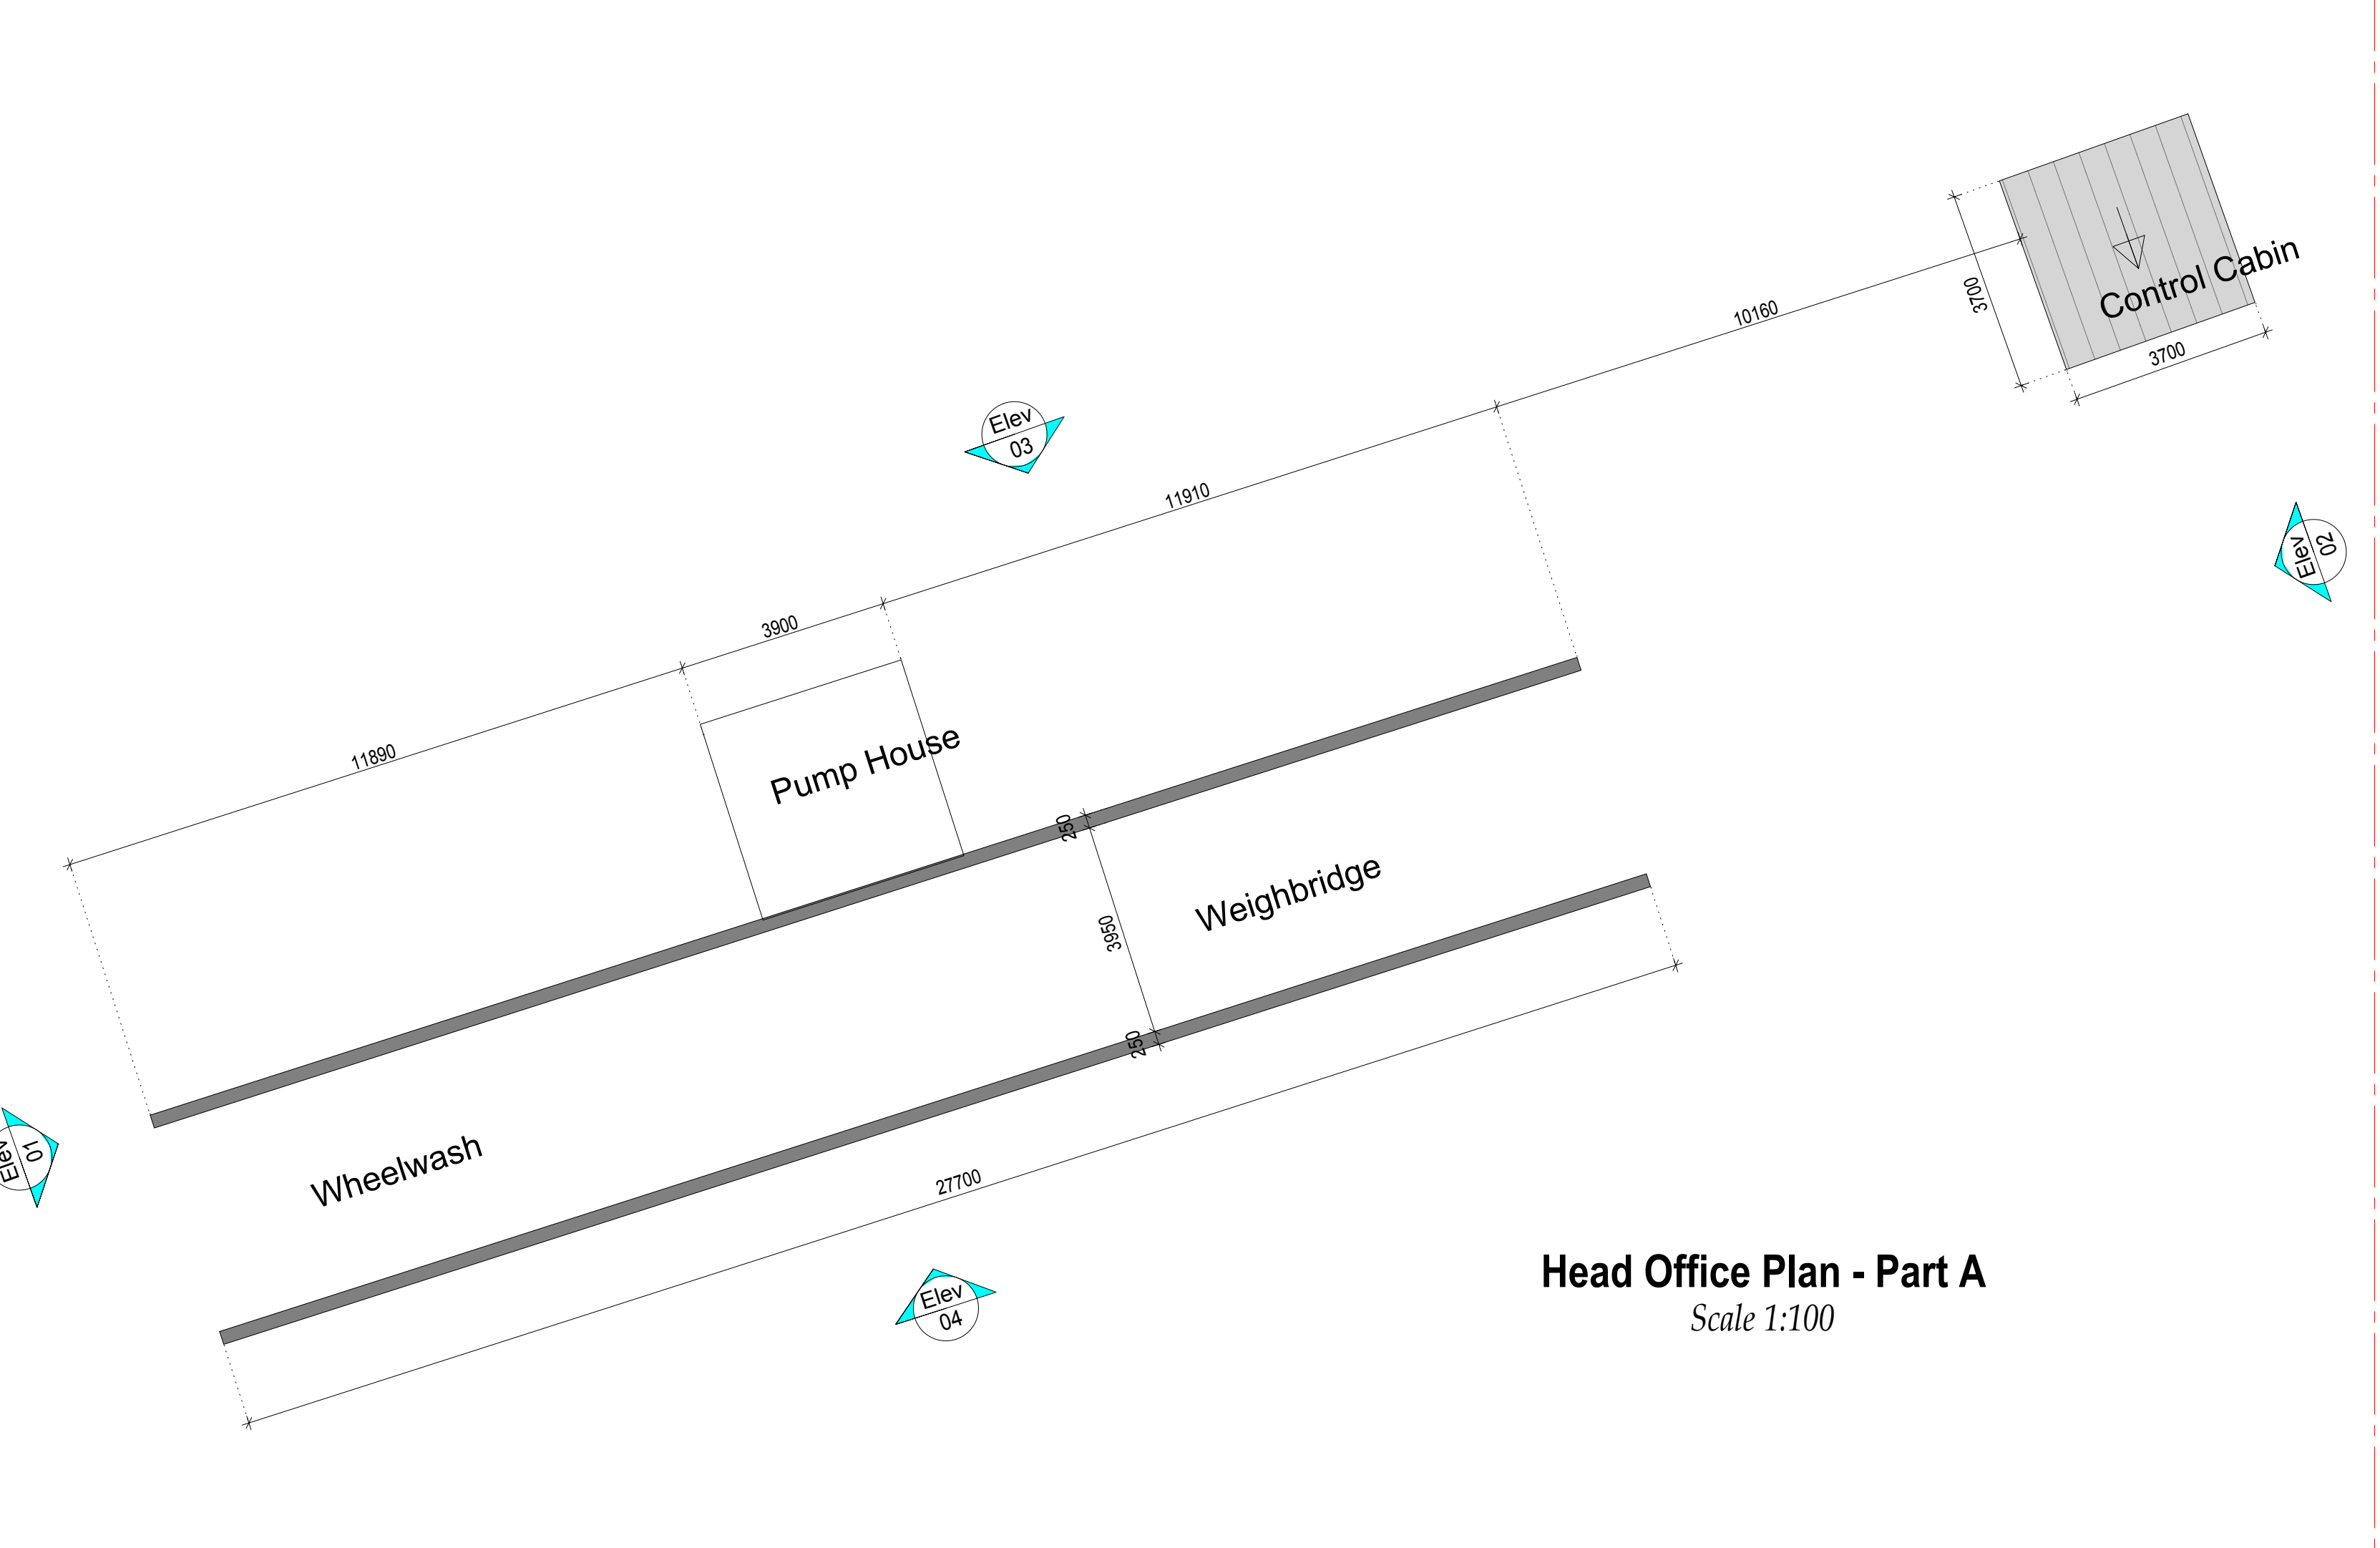 Control Cabin
3700
3700
10160
Elev
03
11910
Elev
02
3900
11890
Pump House
250
3950
250
Weighbridge
Elev
01
Wheelwash
27700
Elev
04
Head Office Plan - Part A
Scale 1:100